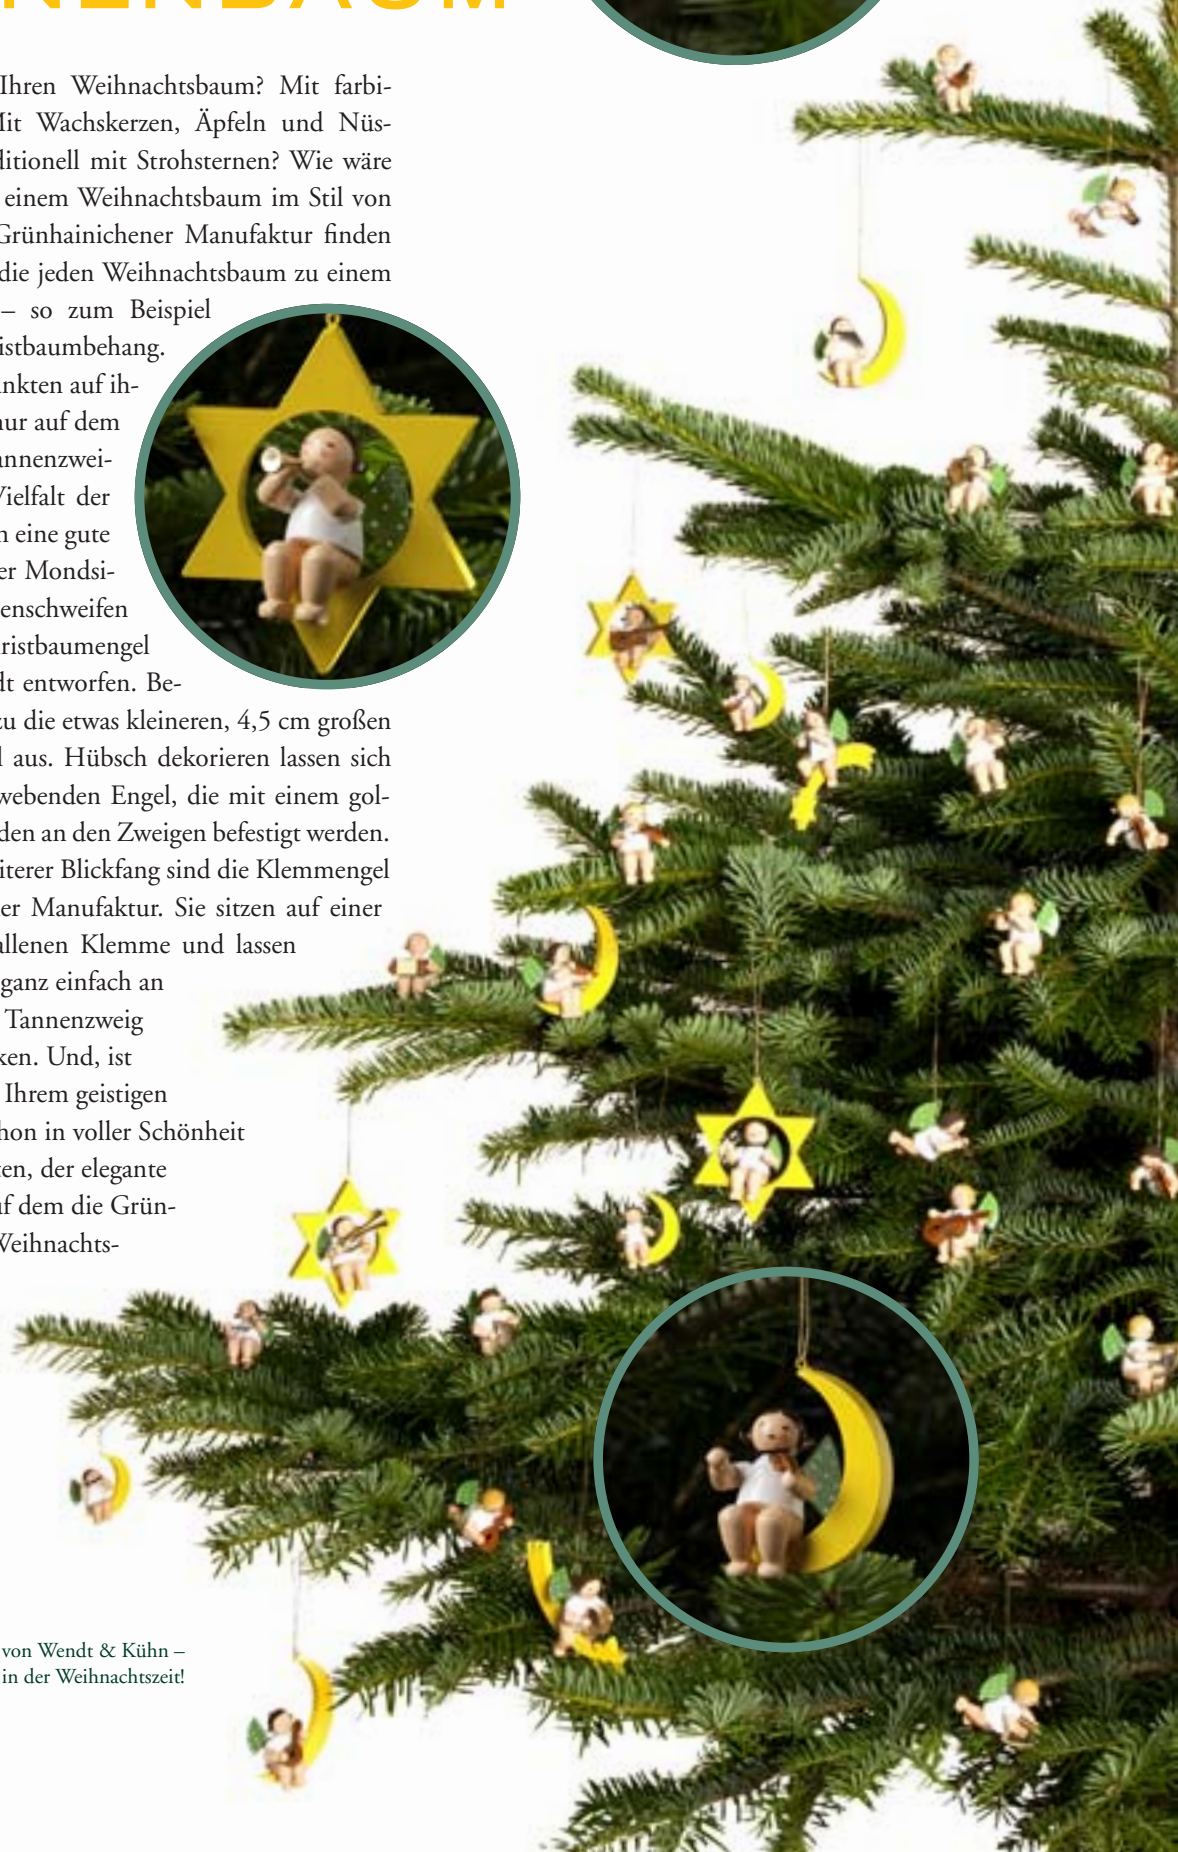 NENBAUM
Ihren Weihnachtsbaum? Mit farbi-
Mit Wachskerzen, Äpfeln und Nüs-
ditionell mit Strohsternen? Wie wäre
einem Weihnachtsbaum im Stil von
Grünhainichener Manufaktur finden
die jeden Weihnachtsbaum zu einem
– so zum Beispiel
istbaumbehang.
nkten auf ih-
nur auf dem
annenzwei-
Vielfalt der
n eine gute
er Mondsi-
enschweifen
ristbaumengel
dt entworfen. Be-
zu die etwas kleineren, 4,5 cm großen
l aus. Hübsch dekorieren lassen sich
webenden Engel, die mit einem gol-
den an den Zweigen befestigt werden.
iterer Blickfang sind die Klemmengel
er Manufaktur. Sie sitzen auf einer
allenen Klemme und lassen
ganz einfach an
Tannenzweig
ken. Und, ist
Ihrem geistigen
hon in voller Schönheit
ten, der elegante
uf dem die Grün-
Weihnachts-
von Wendt & Kühn –
in der Weihnachtszeit!